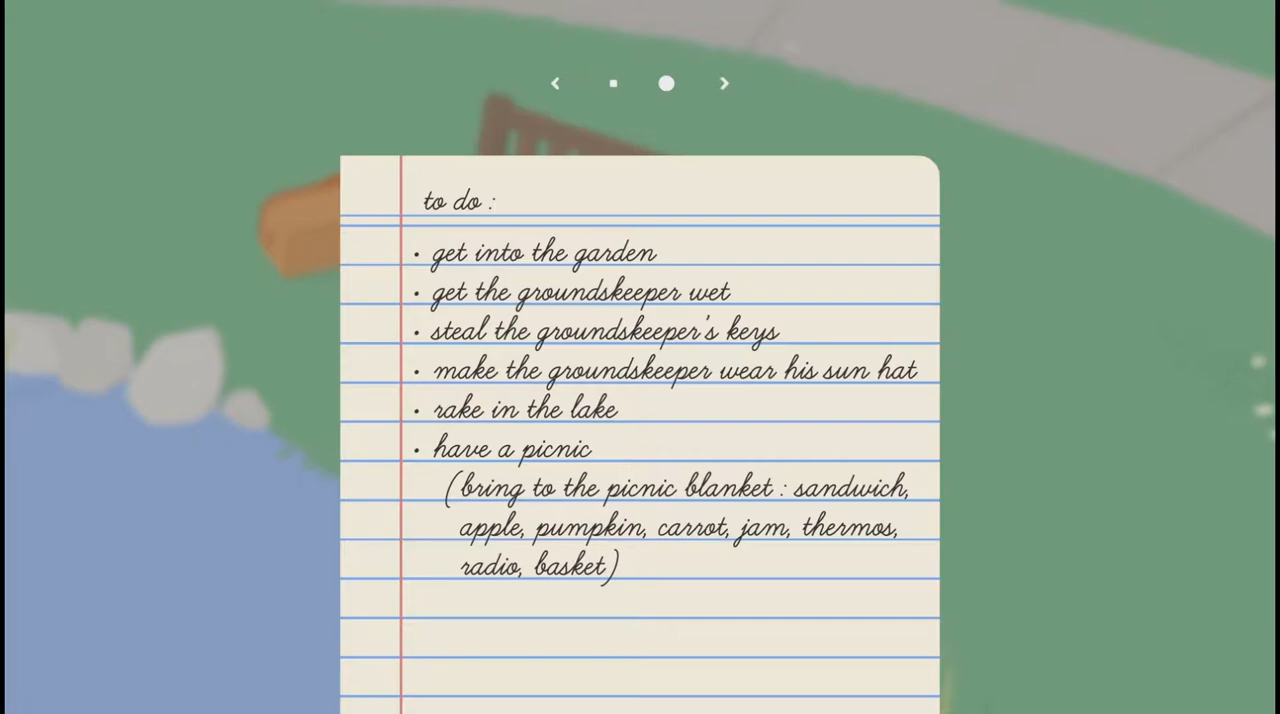 to do :
• get into the garden
• get the groundskeeper wet
• steal the groundskeeper's keys
• make the groundskeeper wear his sun hat
• rake in the lake
• have a picnic
(bring to the picnic blanket : sandwich,
apple, pumpkin, carrot, jam, thermos,
radio, basket)